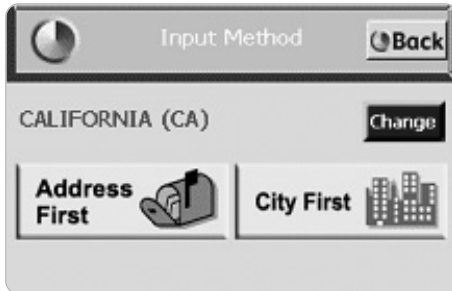 Input Method
Back
CALIFORNIA (CA)
Change
Address
First
City First